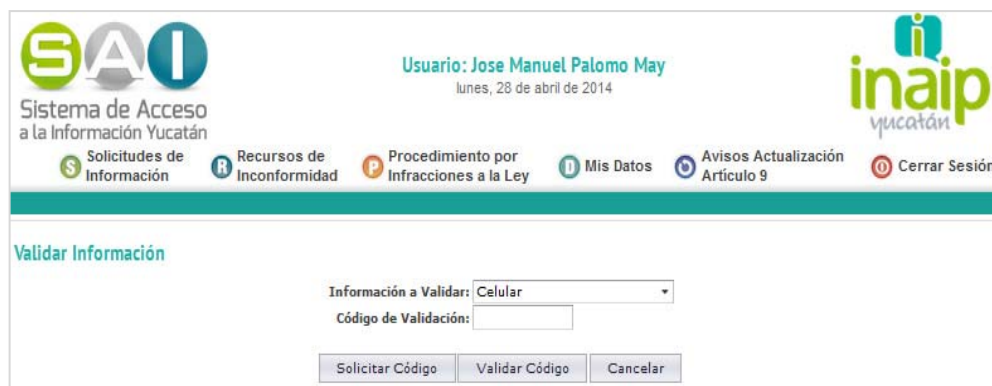 SAI
Sistema de Acceso
a la Información Yucatán
Usuario: Jose Manuel Palomo May
lunes, 28 de abril de 2014
inaip
yucatán
S Solicitudes de Información
R Recursos de Inconformidad
P Procedimiento por Infracciones a la Ley
D Mis Datos
Avisos Actualización Artículo 9
Cerrar Sesión
Validar Información
Información a Validar: Celular
Código de Validación:
Solicitar Código Validar Código Cancelar